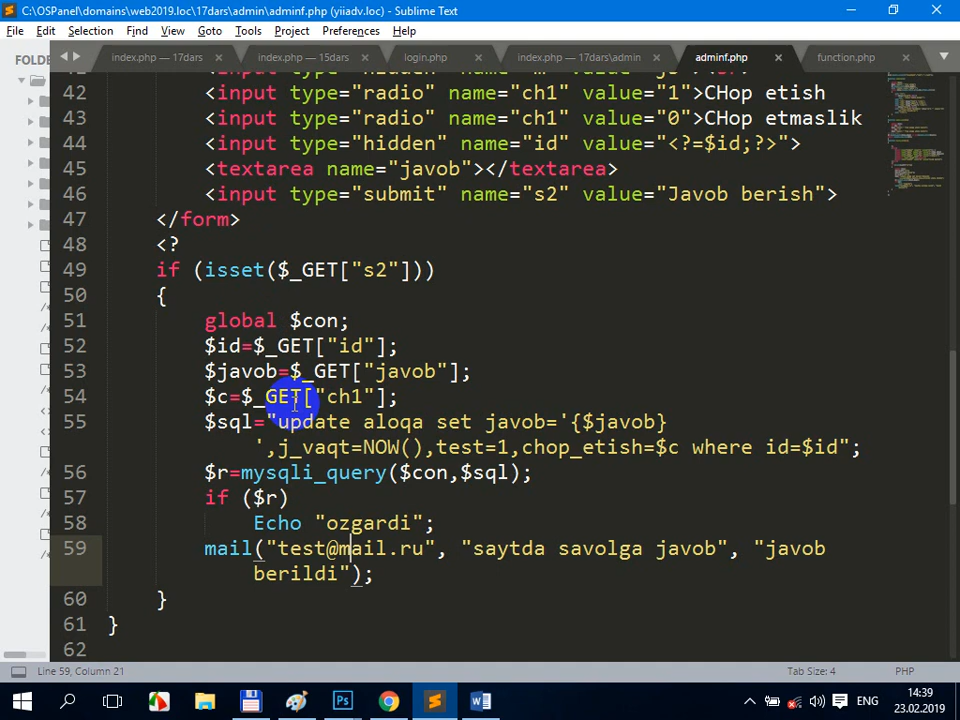 C:\OSPanel\domains\web2019.loc\17dars\admin\adminf.php (yiiadv.loc) - Sublime Text
File Edit Selection Find View Goto Tools Project Preferences Help
FOLDE
index.php — 17dars × index.php — 15dars × login.php × index.php — 17dars\admin × adminf.php × function.php ×
42 <input type="radio" name="ch1" value="1">CHop etish
43 <input type="radio" name="ch1" value="0">CHop etmaslik
44 <input type="hidden" name="id" value="<?=$id;?>">
45 <textarea name="javob"></textarea>
46 <input type="submit" name="s2" value="Javob berish">
47 </form>
48 <?
49 if (isset($_GET["s2"]))
50 {
51 global $con;
52 $id=$_GET["id"];
53 $javob=$_GET["javob"];
54 $c=$_GET["ch1"];
55 $sql="update aloqa set javob='{$javob}
',j_vaqt=NOW(),test=1,chop_etish=$c where id=$id";
56 $r=mysqli_query($con,$sql);
57 if ($r)
58 Echo "ozgardi";
59 mail("test@mail.ru", "saytda savolga javob", "javob
berildi");
60 }
61 }
62
Line 59, Column 21 Tab Size: 4 PHP
ENG 14:39
23.02.2019